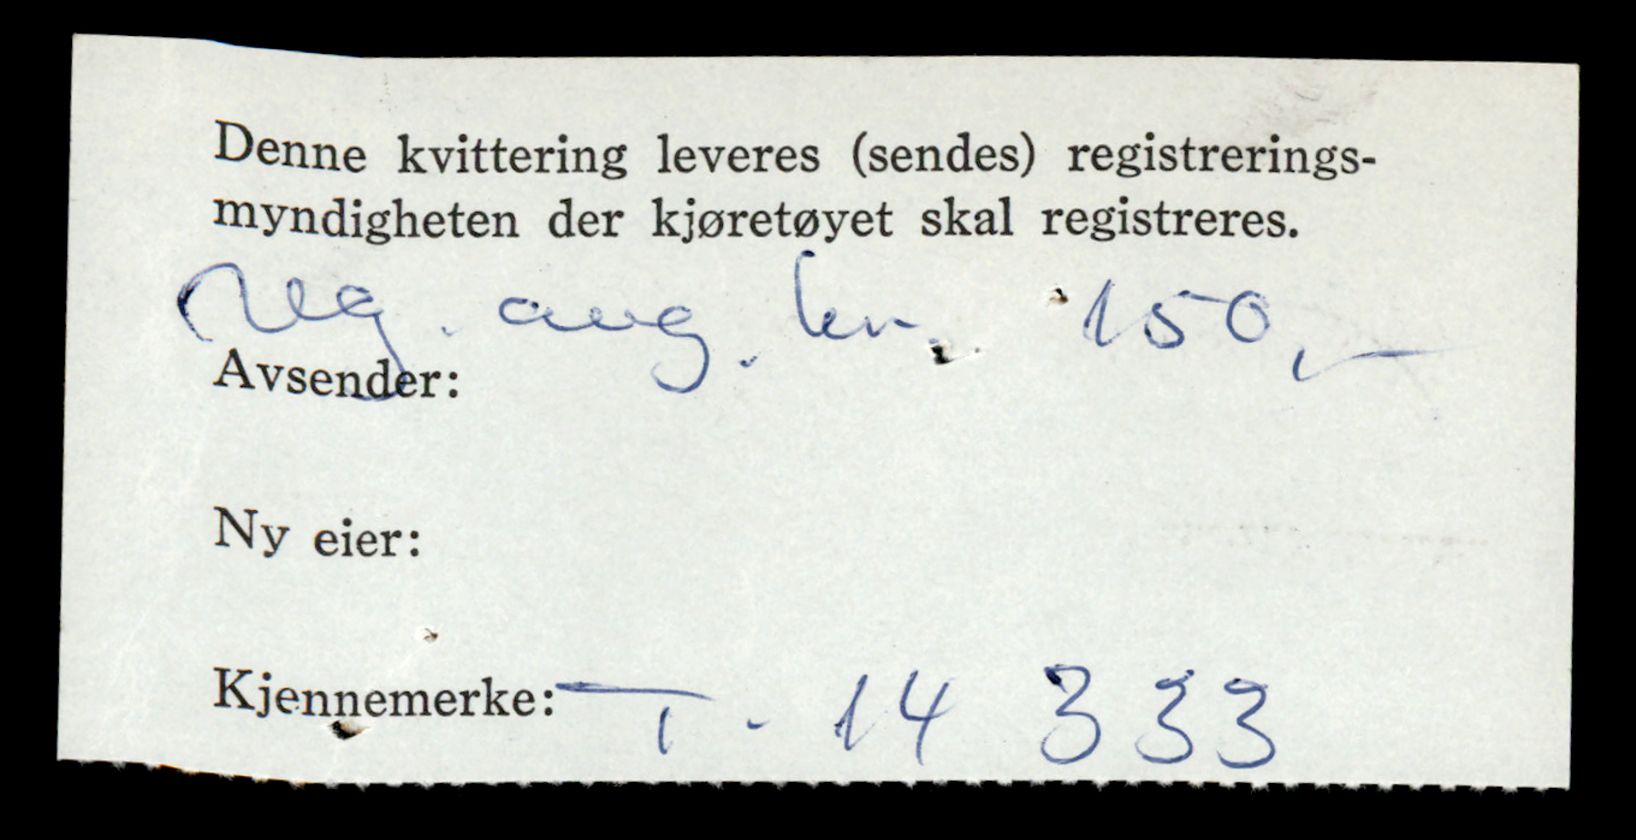 Denne kvittering leveres (sendes) registrerings-
myndigheten der kjøretøyet skal registreres.
Reg. avg. kr. 150,-
Avsender:
Ny eier:
Kjennemerke: T - 14 333